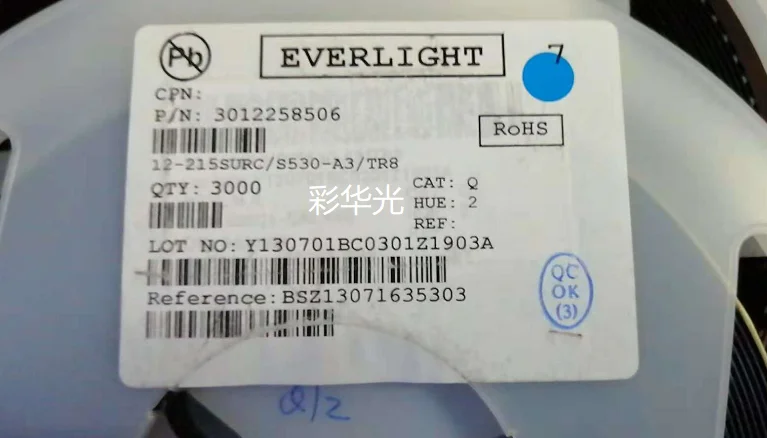 Pb
EVERLIGHT
7
CPN:
P/N: 3012258506
RoHS
12-215SURC/S530-A3/TR8
QTY: 3000
CAT: Q
HUE: 2
REF:
彩华光
LOT NO: Y130701BC0301Z1903A
Reference: BSZ13071635303
QC
OK
(3)
Q/2